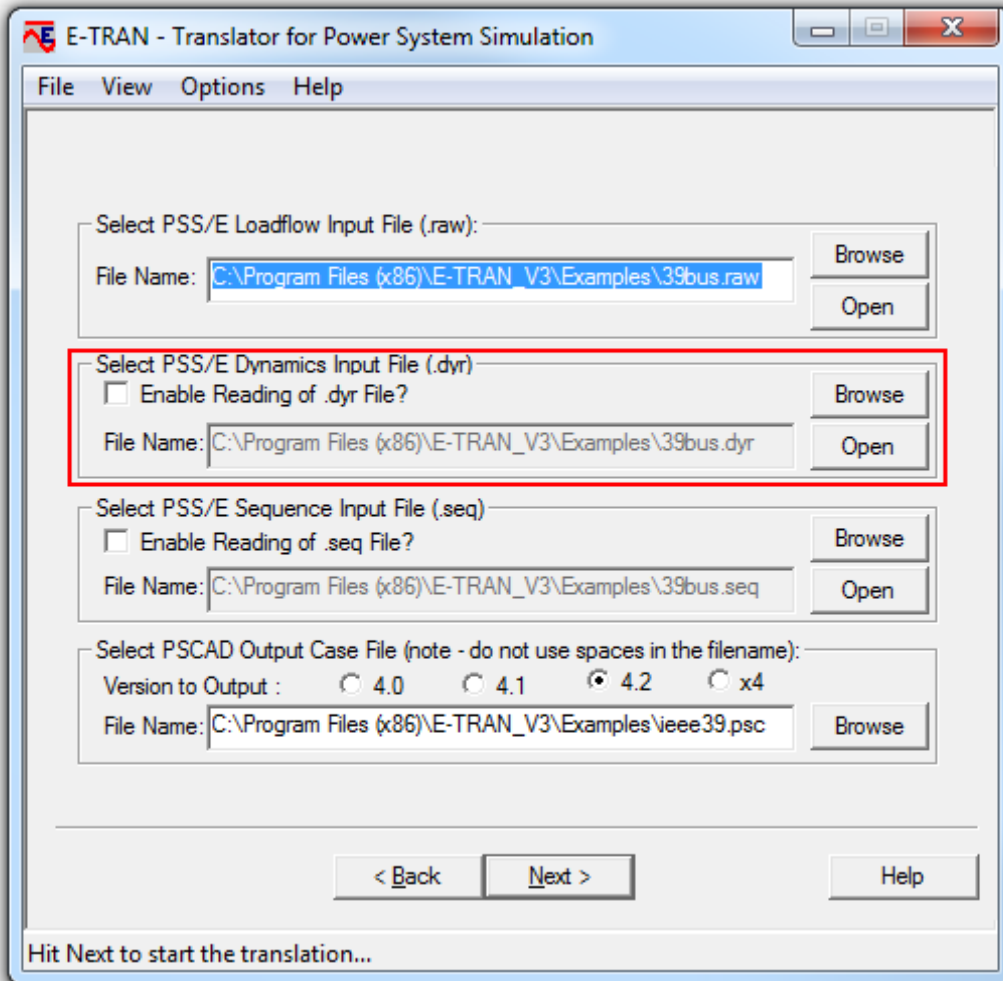 E-TRAN - Translator for Power System Simulation
File View Options Help
Select PSS/E Loadflow Input File (.raw):
File Name: C:\Program Files (x86)\E-TRAN_V3\Examples\39bus.raw
Browse
Open
Select PSS/E Dynamics Input File (.dyr)
Enable Reading of .dyr File?
Browse
File Name: C:\Program Files (x86)\E-TRAN_V3\Examples\39bus.dyr
Open
Select PSS/E Sequence Input File (.seq)
Enable Reading of .seq File?
Browse
File Name: C:\Program Files (x86)\E-TRAN_V3\Examples\39bus.seq
Open
Select PSCAD Output Case File (note - do not use spaces in the filename):
Version to Output : 4.0 4.1 4.2 x4
File Name: C:\Program Files (x86)\E-TRAN_V3\Examples\ieee39.psc Browse
< Back Next > Help
Hit Next to start the translation...